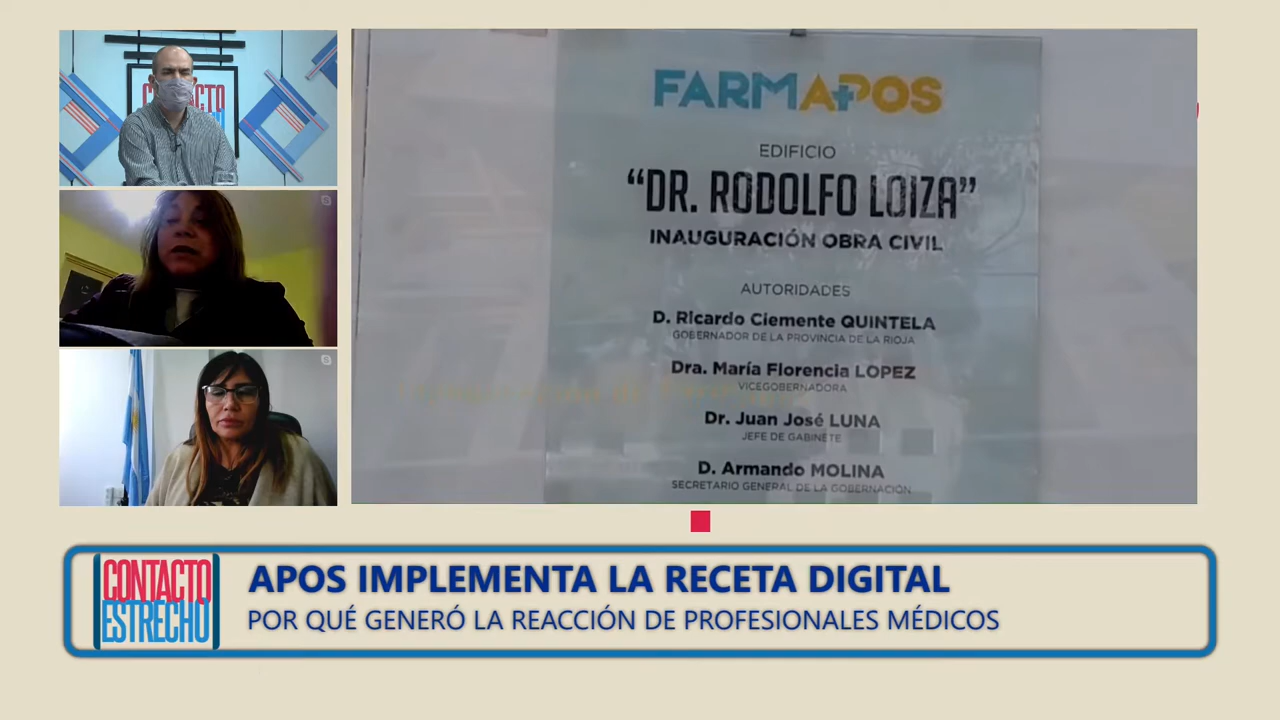 CONTACTO
FARMAPOS
EDIFICIO
“DR. RODOLFO LOIZA”
INAUGURACIÓN OBRA CIVIL
AUTORIDADES
D. Ricardo Clemente QUINTELA
GOBERNADOR DE LA PROVINCIA DE LA RIOJA
Dra. María Florencia LOPEZ
VICEGOBERNADORA
Dr. Juan José LUNA
JEFE DE GABINETE
D. Armando MOLINA
SECRETARIO GENERAL DE LA GOBERNACIÓN
CONTACTO
ESTRECHO
APOS IMPLEMENTA LA RECETA DIGITAL
POR QUÉ GENERÓ LA REACCIÓN DE PROFESIONALES MÉDICOS